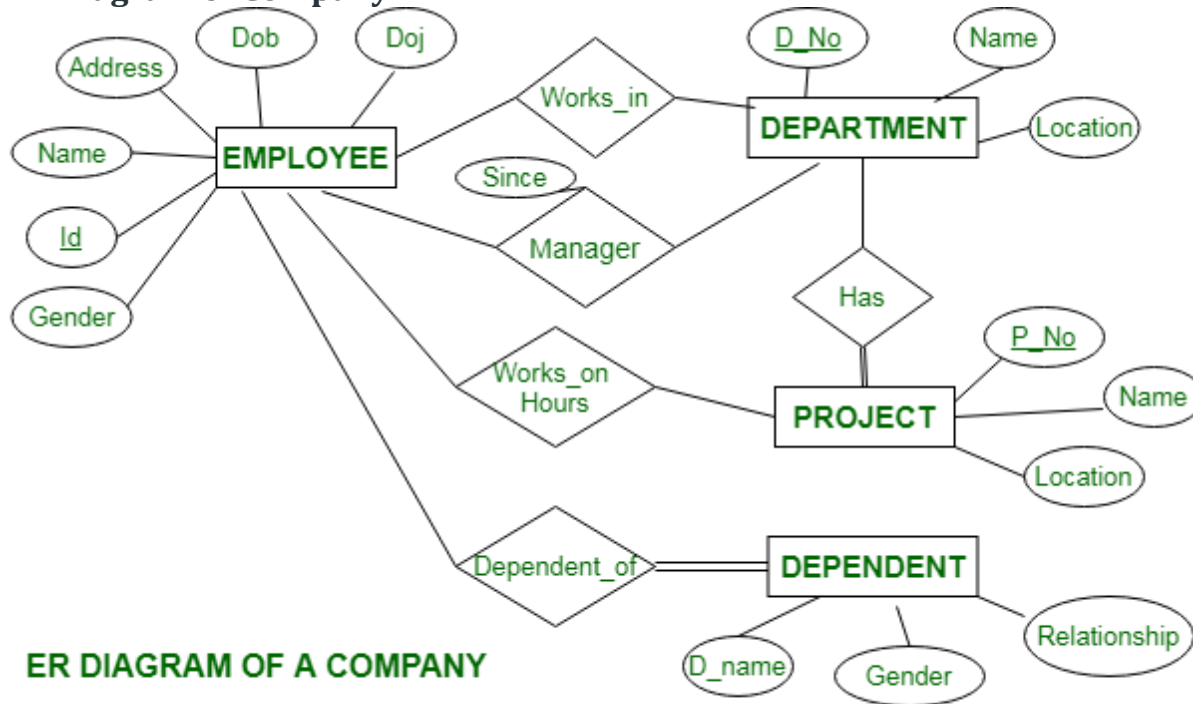 Dob
Doj
D_No
Name
Address
Works_in
DEPARTMENT
Location
Name
EMPLOYEE
Since
Id
Manager
Gender
Has
P_No
Works_on
Hours
Name
PROJECT
Location
Dependent_of
DEPENDENT
Relationship
D_name
Gender
ER DIAGRAM OF A COMPANY